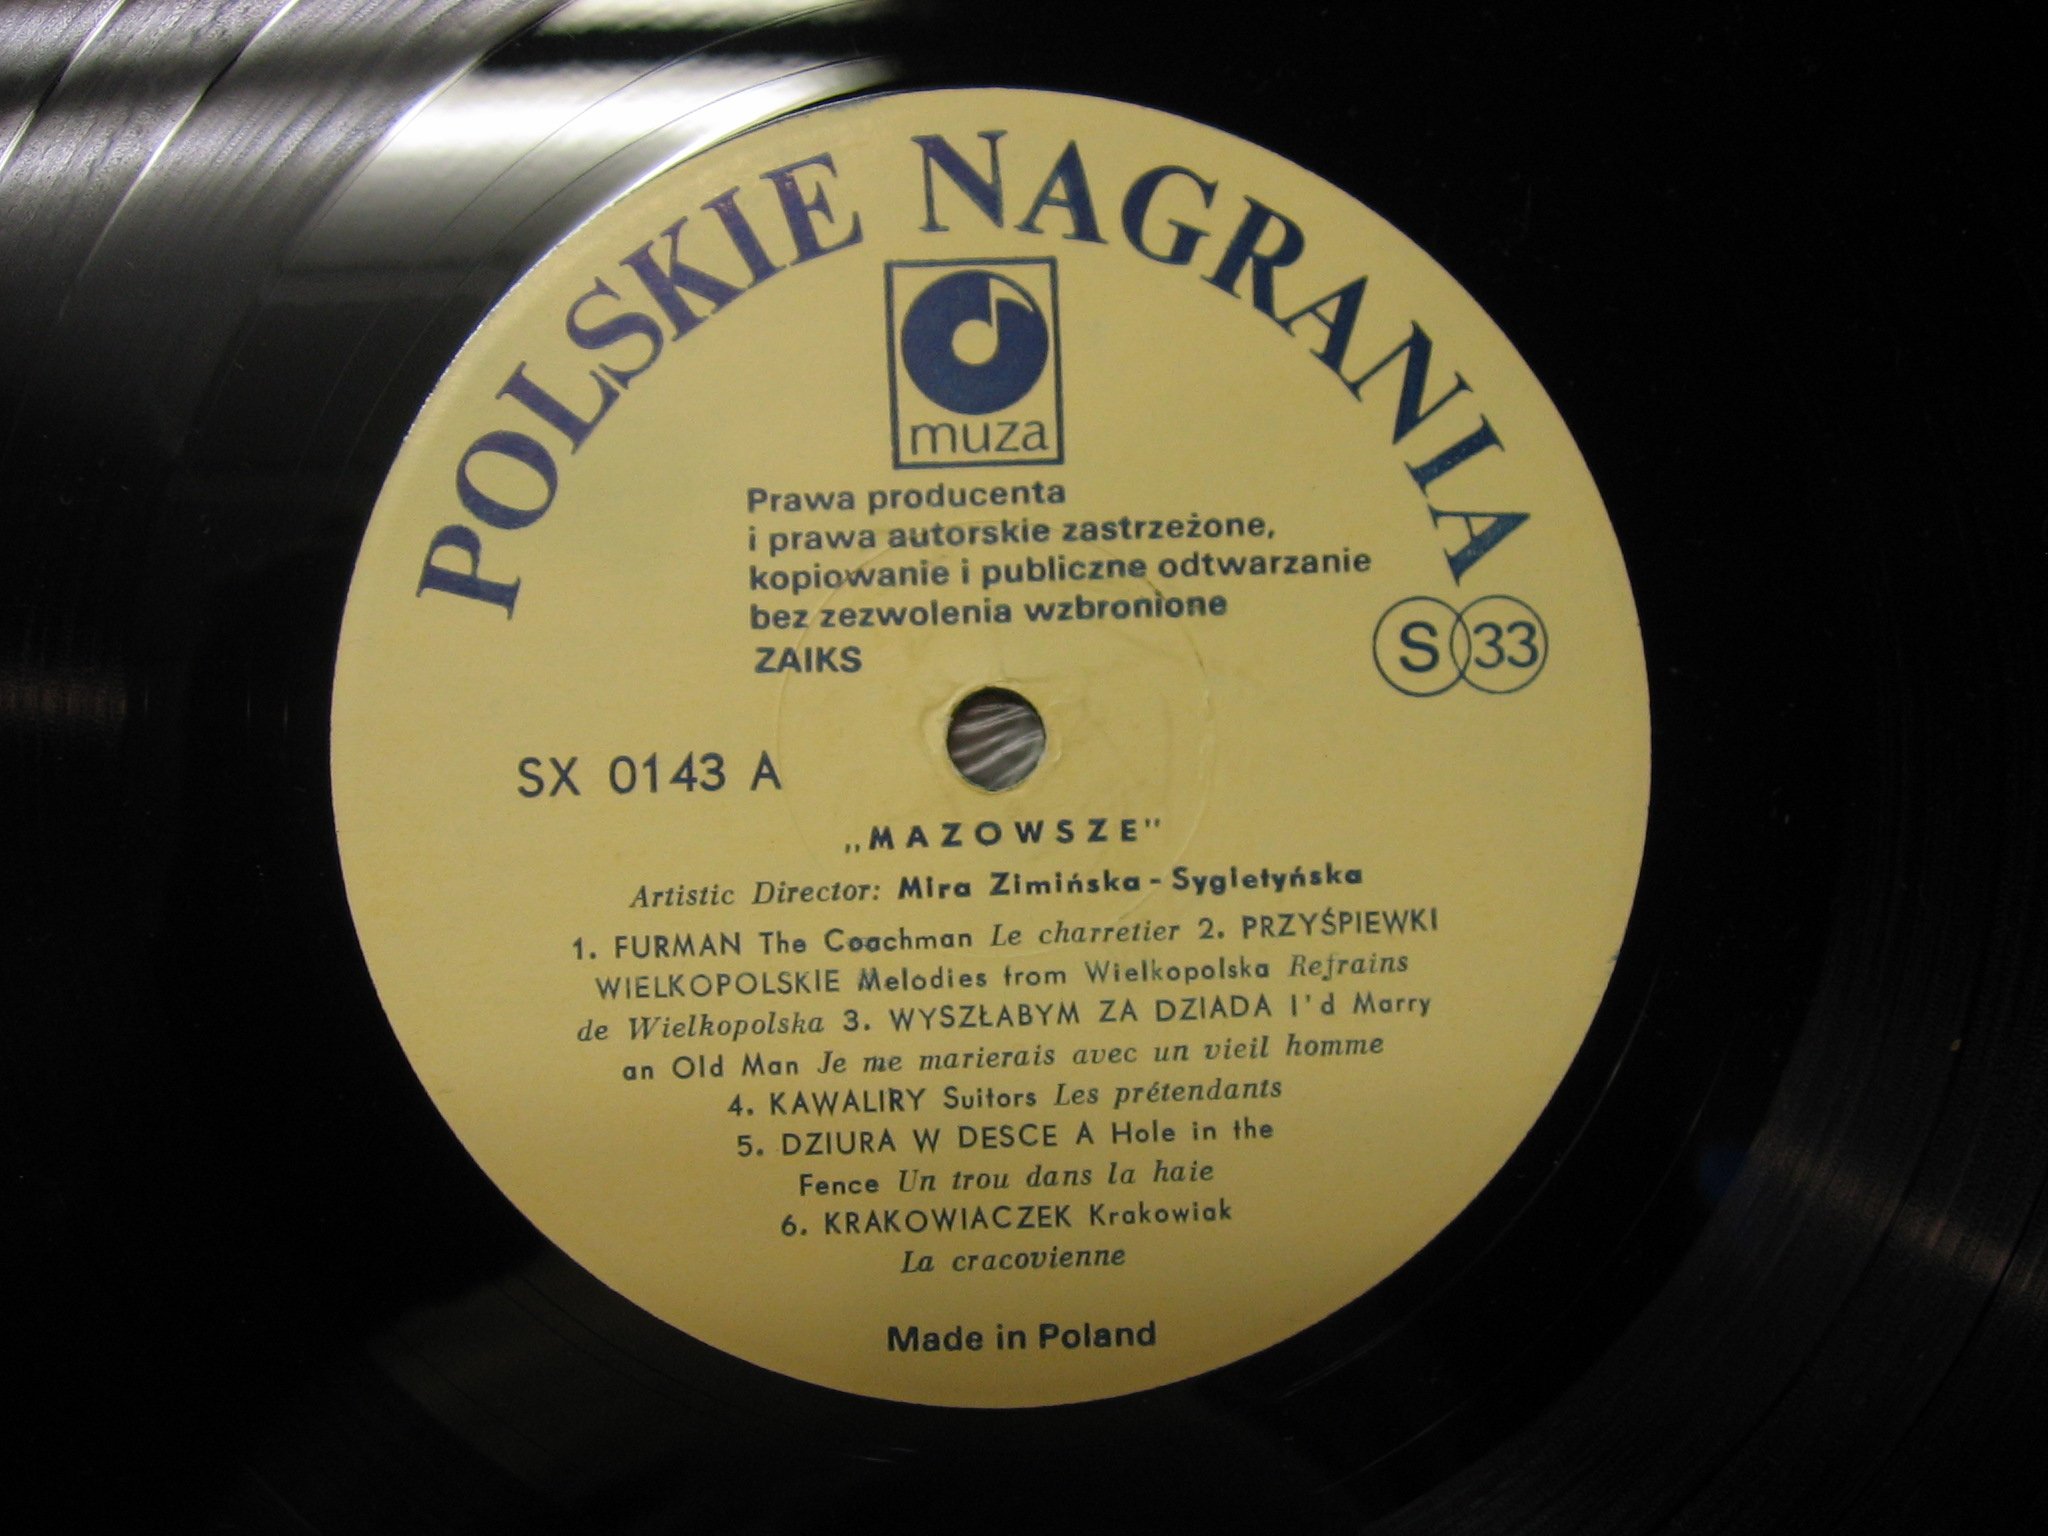 POLSKIE NAGRANIA
muza
Prawa producenta
i prawa autorskie zastrzeżone,
kopiowanie i publiczne odtwarzanie
bez zezwolenia wzbronione
ZAIKS
S 33
SX 0143 A
„MAZOWSZE"
Artistic Director: Mira Zimińska-Sygietyńska
1. FURMAN The Coachman Le charretier 2. PRZYŚPIEWKI
WIELKOPOLSKIE Melodies from Wielkopolska Refrains
de Wielkopolska 3. WYSZŁABYM ZA DZIADA I'd Marry
an Old Man Je me marierais avec un vieil homme
4. KAWALIRY Suitors Les prétendants
5. DZIURA W DESCE A Hole in the
Fence Un trou dans la haie
6. KRAKOWIACZEK Krakowiak
La cracovienne
Made in Poland